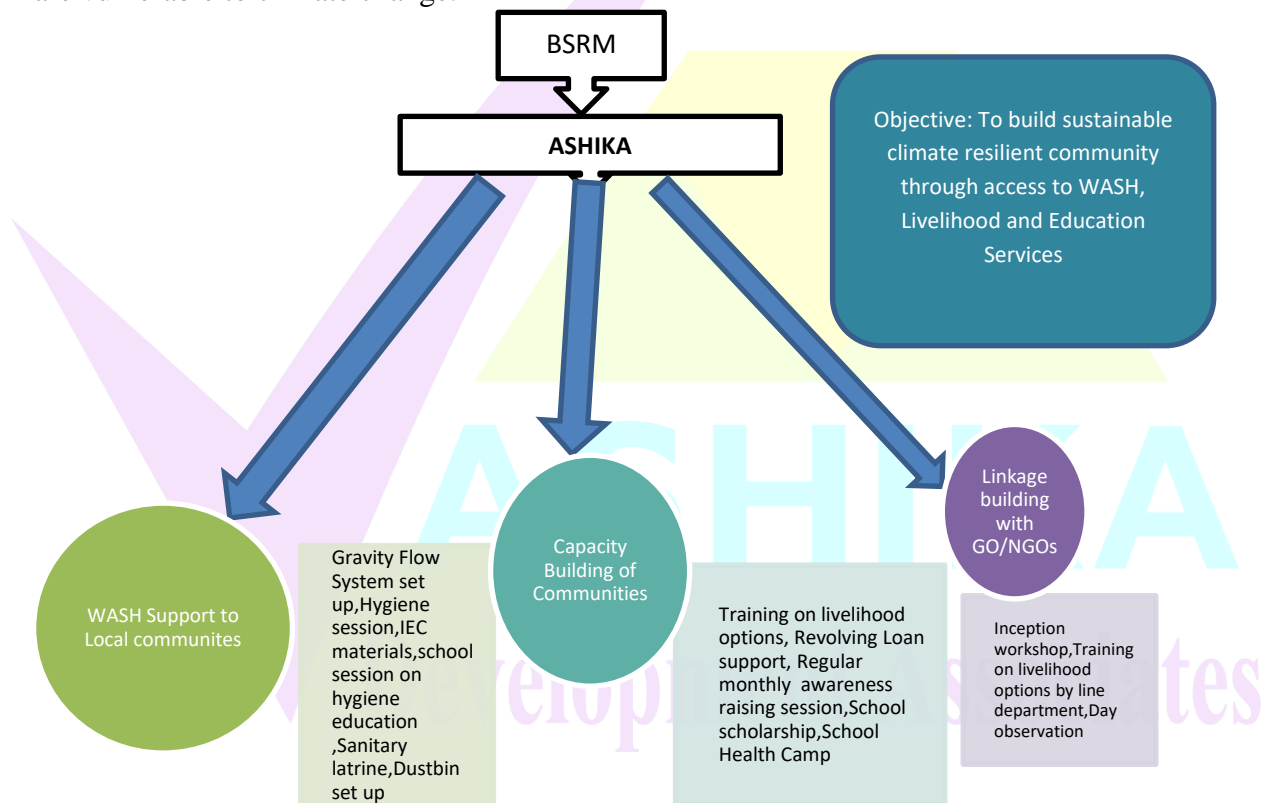 BSRM
ASHIKA
Objective: To build sustainable
climate resilient community
through access to WASH,
Livelihood and Education
Services
WASH Support to
Local communites
Gravity Flow
System set
up,Hygiene
session,IEC
materials,school
session on
hygiene
education
,Sanitary
latrine,Dustbin
set up
Capacity
Building of
Communities
Training on livelihood
options, Revolving Loan
support, Regular
monthly awareness
raising session,School
scholarship,School
Health Camp
Linkage
building
with
GO/NGOs
Inception
workshop,Training
on livelihood
options by line
department,Day
observation
ASHIKA